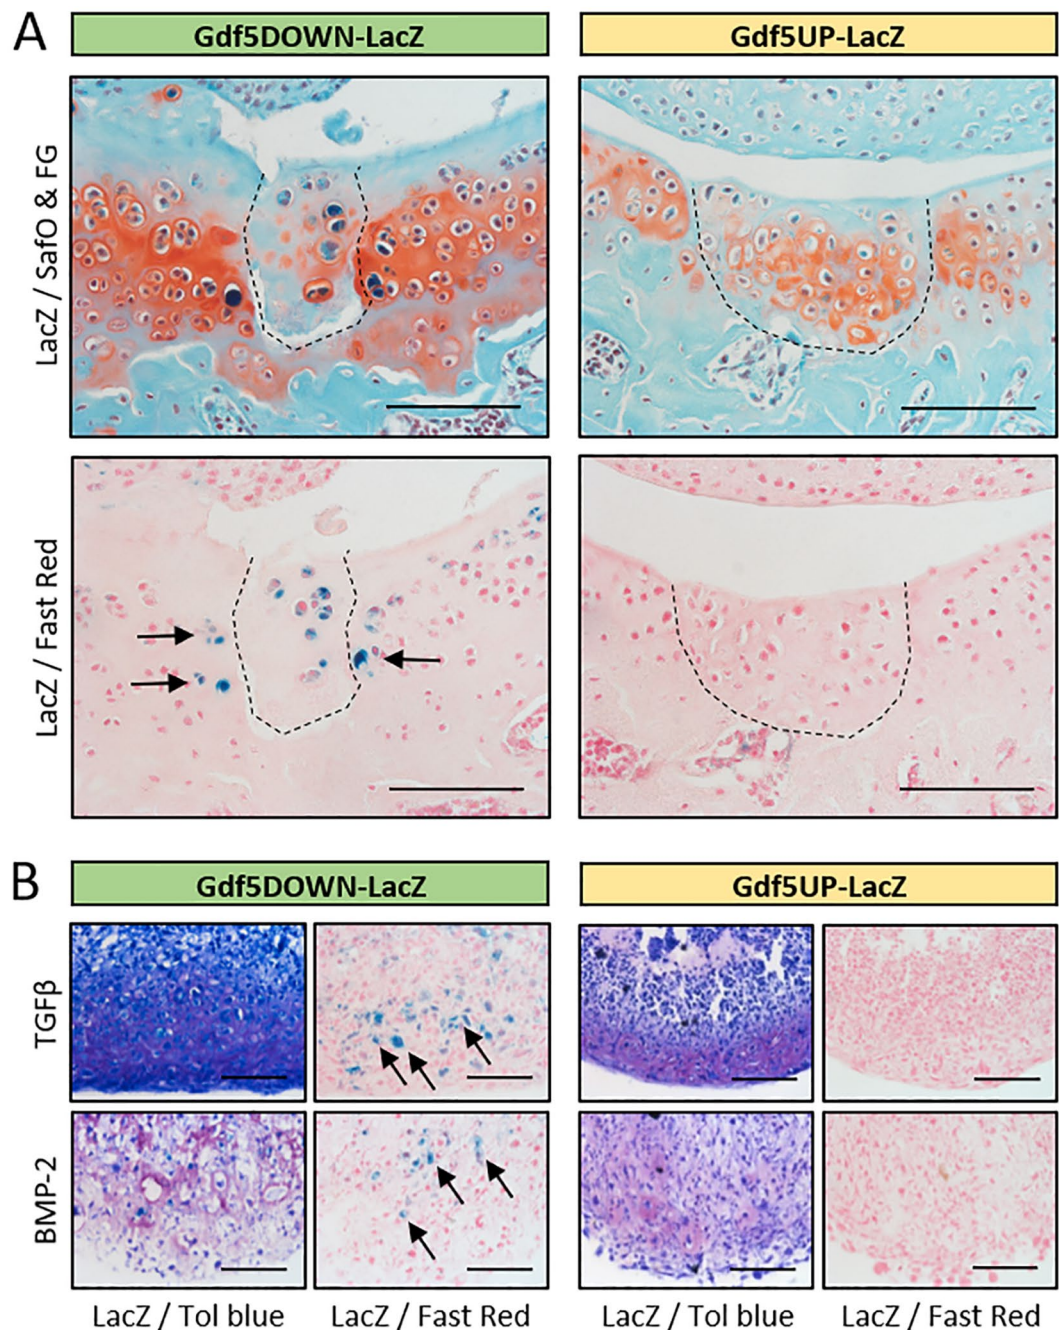 A
Gdf5DOWN-LacZ
Gdf5UP-LacZ
LacZ / SafO & FG
LacZ / Fast Red
B
Gdf5DOWN-LacZ
Gdf5UP-LacZ
TGFβ
BMP-2
LacZ / Tol blue
LacZ / Fast Red
LacZ / Tol blue
LacZ / Fast Red